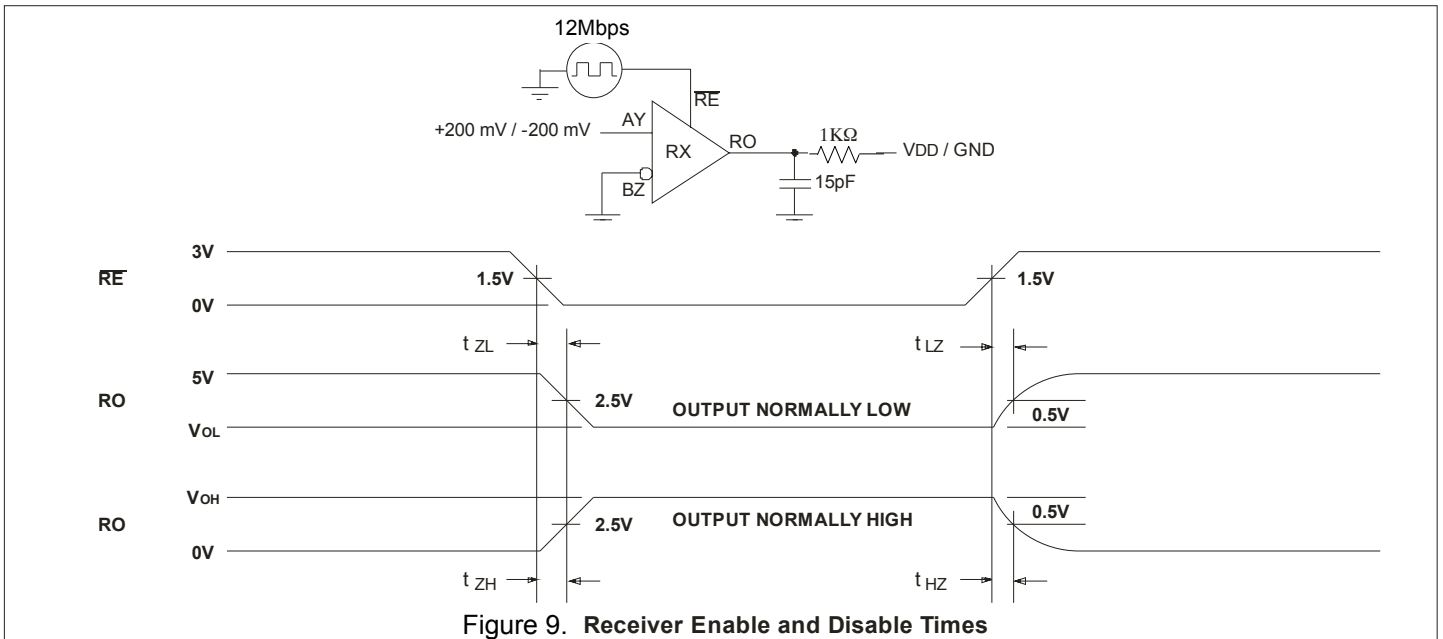 12Mbps
RE
+200 mV / -200 mV
AY
RX
RO
1KΩ
VDD / GND
BZ
15pF
3V
RE
1.5V
1.5V
0V
t ZL
t LZ
5V
RO
2.5V
OUTPUT NORMALLY LOW
0.5V
VOL
VOH
RO
2.5V
OUTPUT NORMALLY HIGH
0.5V
0V
t ZH
t HZ
Figure 9. Receiver Enable and Disable Times